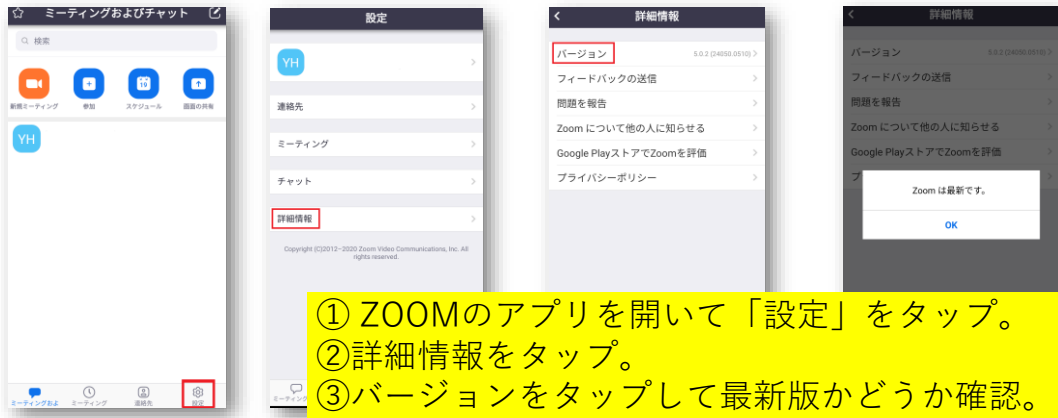 ミーティングおよびチャット
検索
新規ミーティング
参加
19
スケジュール
画面の共有
YH
ミーティングおよ
ミーティング
連絡先
設定
設定
YH
連絡先
ミーティング
チャット
詳細情報
Copyright (C)2012-2020 Zoom Video Communications, Inc. All
rights reserved.
詳細情報
バージョン 5.0.2 (24050.0510)
フィードバックの送信
問題を報告
Zoom について他の人に知らせる
Google PlayストアでZoomを評価
プライバシーポリシー
詳細情報
バージョン 5.0.2 (24050.0510)
フィードバックの送信
問題を報告
Zoom について他の人に知らせる
Google PlayストアでZoomを評価
プ
Zoom は最新です。
OK
① ZOOMのアプリを開いて「設定」をタップ。
②詳細情報をタップ。
③バージョンをタップして最新版かどうか確認。